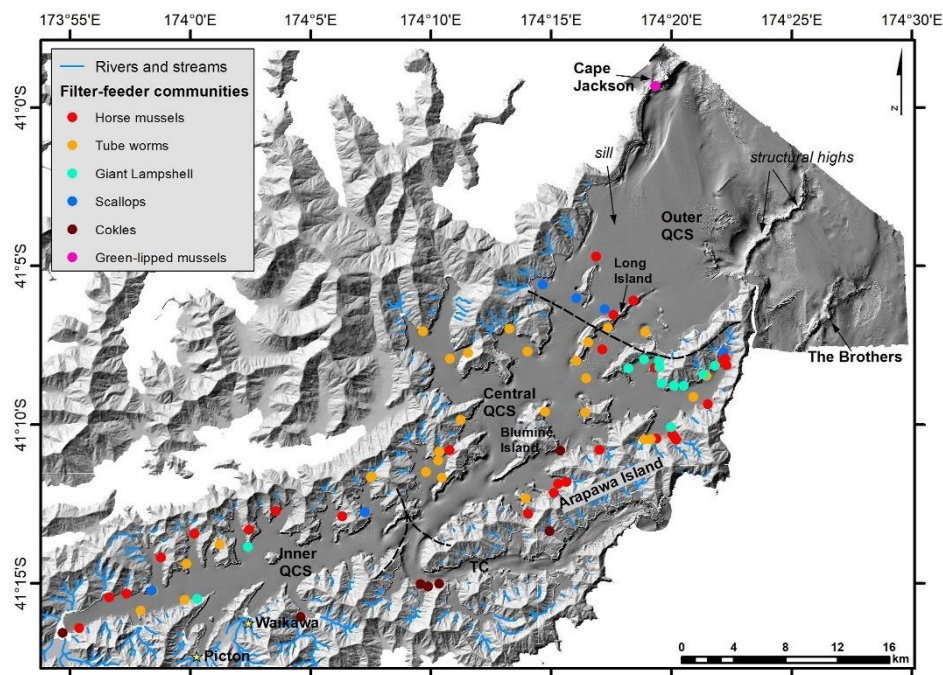 173°55'E
174°0'E
174°5'E
174°10'E
174°15'E
174°20'E
174°25'E
174°30'E
Rivers and streams
Filter-feeder communities
Horse mussels
Tube worms
Giant Lampshell
Scallops
Cokles
Green-lipped mussels
Cape
Jackson
z
41°0'S
sill
structural highs
Outer
QCS
41°5'S
Long
Island
The Brothers
Central
QCS
41°10'S
Blumine
Island
Arapawa Island
Inner
QCS
TC
41°15'S
Waikawa
Picton
0 2 4 8 12 16
km